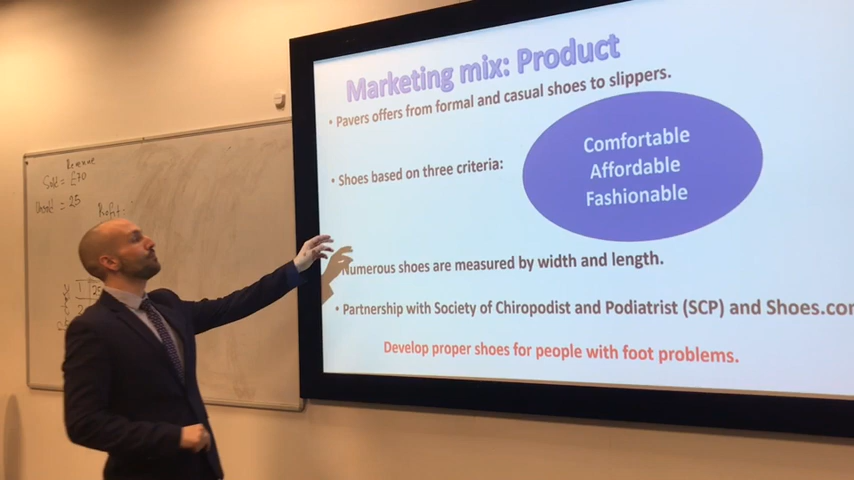 Marketing mix: Product
• Pavers offers from formal and casual shoes to slippers.
• Shoes based on three criteria:
Comfortable
Affordable
Fashionable
Numerous shoes are measured by width and length.
• Partnership with Society of Chiropodist and Podiatrist (SCP) and Shoes.com
Develop proper shoes for people with foot problems.
Revenue
Sold = £70
= 25
Profit: